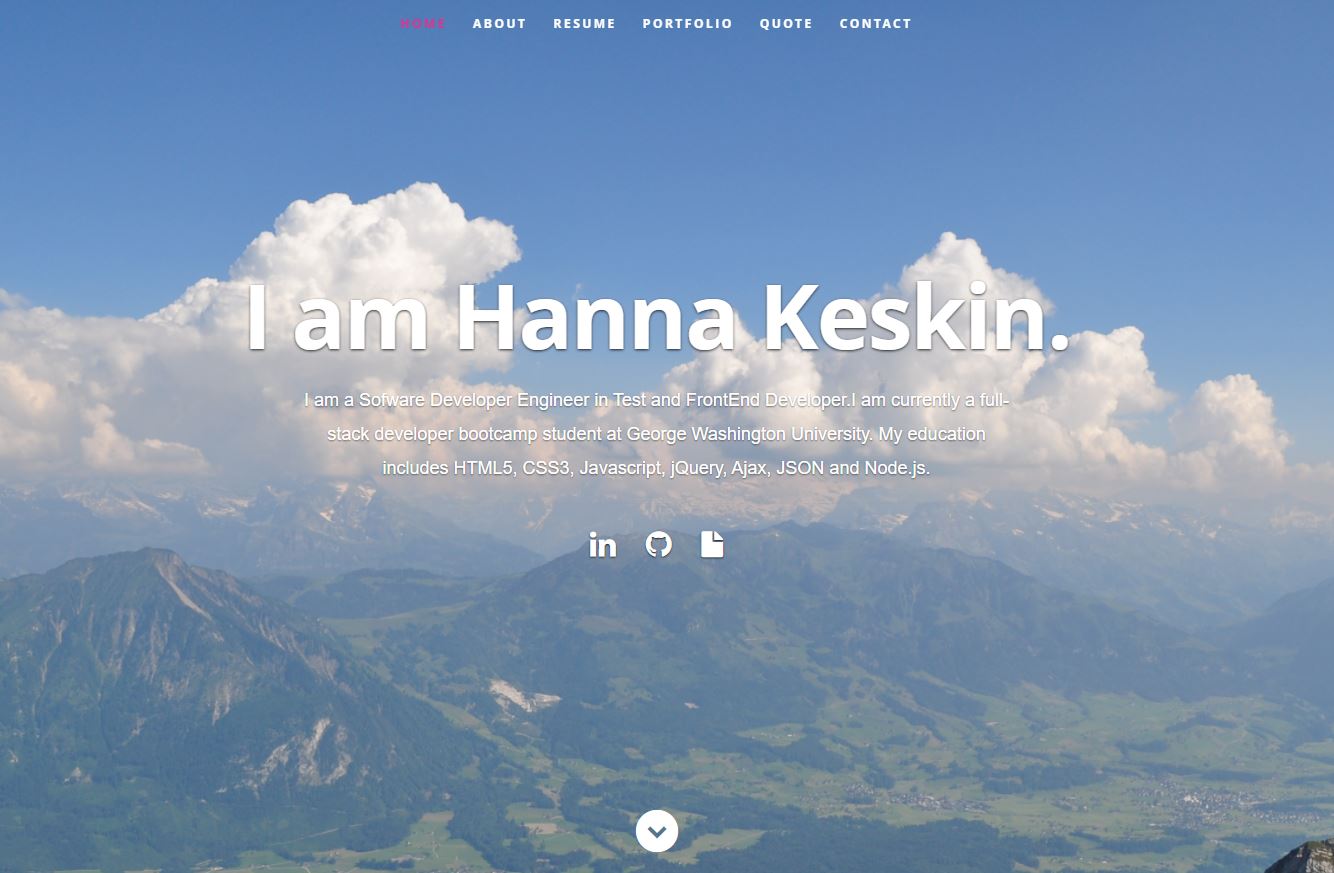 HOME ABOUT RESUME PORTFOLIO QUOTE CONTACT
I am Hanna Keskin.
I am a Sofware Developer Engineer in Test and FrontEnd Developer.I am currently a full-
stack developer bootcamp student at George Washington University. My education
includes HTML5, CSS3, Javascript, jQuery, Ajax, JSON and Node.js.
in